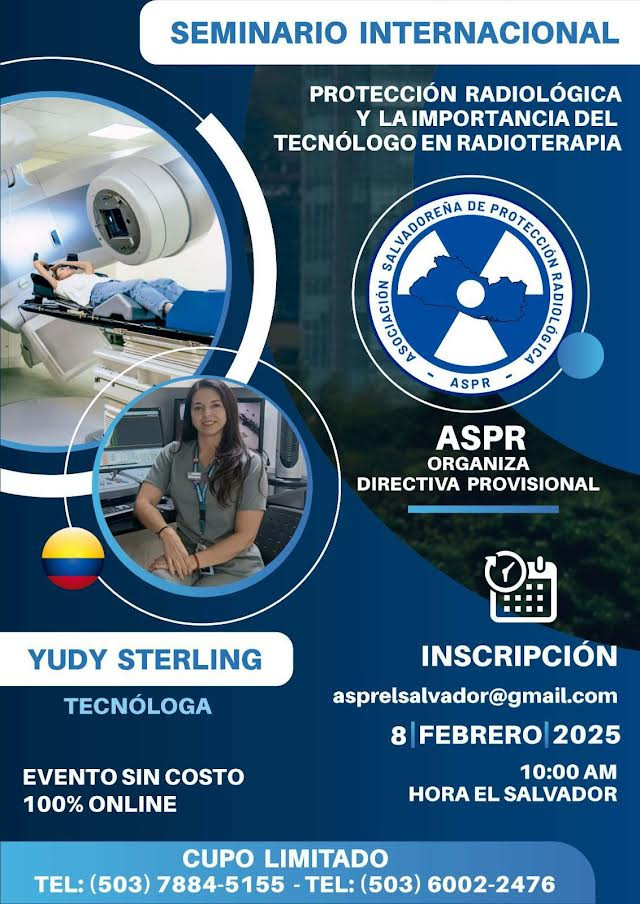 SEMINARIO INTERNACIONAL
PROTECCIÓN RADIOLÓGICA
Y LA IMPORTANCIA DEL
TECNÓLOGO EN RADIOTERAPIA
ASOCIACIÓN SALVADOREÑA DE PROTECCIÓN RADIOLÓGICA
- ASPR -
ASPR
ORGANIZA
DIRECTIVA PROVISIONAL
YUDY STERLING
TECNÓLOGA
EVENTO SIN COSTO
100% ONLINE
INSCRIPCIÓN
asprelsalvador@gmail.com
8|FEBRERO|2025
10:00 AM
HORA EL SALVADOR
CUPO LIMITADO
TEL: (503) 7884-5155 - TEL: (503) 6002-2476